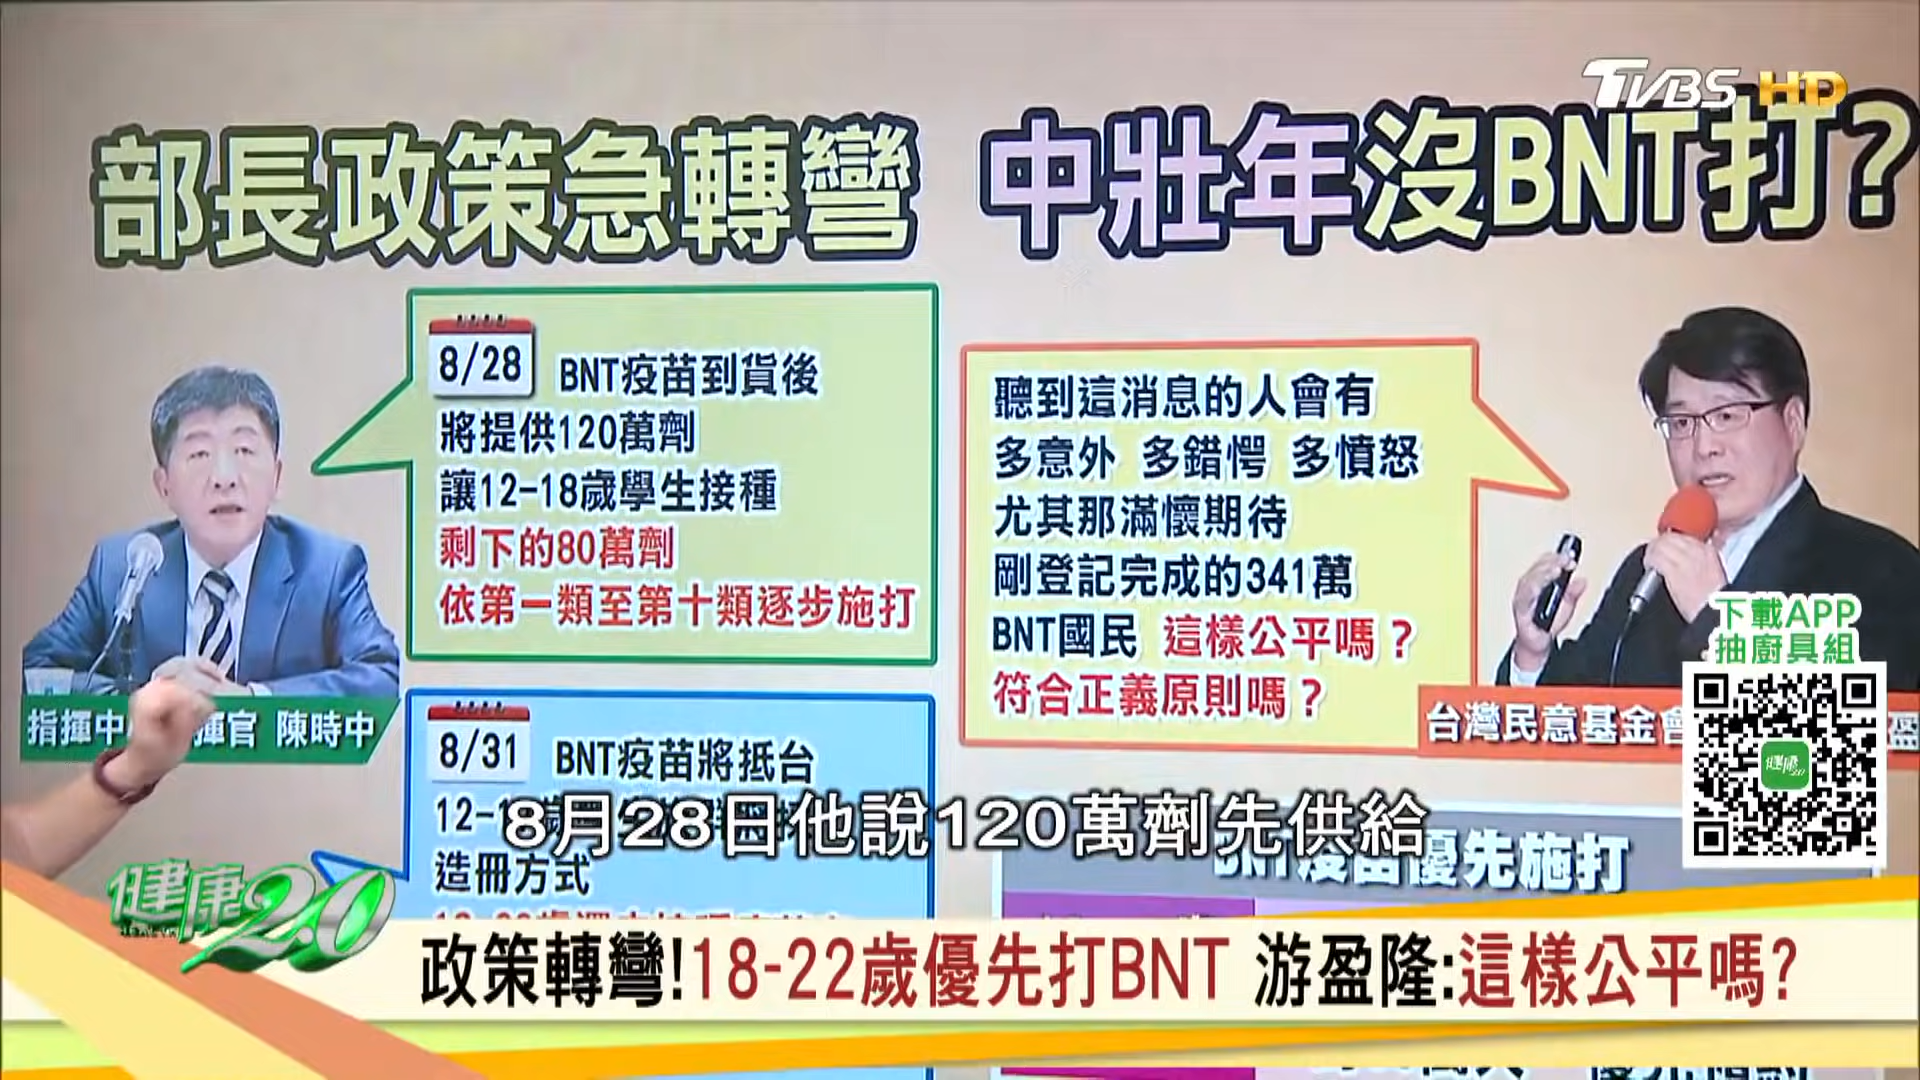 TVBS HD
部長政策急轉彎 中壯年沒BNT打?
8/28 BNT疫苗到貨後
將提供120萬劑
讓12-18歲學生接種
剩下的80萬劑
依第一類至第十類逐步施打
聽到這消息的人會有
多意外 多錯愕 多憤怒
尤其那滿懷期待
剛登記完成的341萬
BNT國民 這樣公平嗎?
符合正義原則嗎?
下載APP
抽廚具組
指揮中 揮官 陳時中
台灣民意基金會
盈
健康2.0
8/31 BNT疫苗將抵台
12-1
造冊方式
8月28日他說120萬劑先供給
BNT疫苗優先施打
健康2.0
政策轉彎!18-22歲優先打BNT 游盈隆:這樣公平嗎?